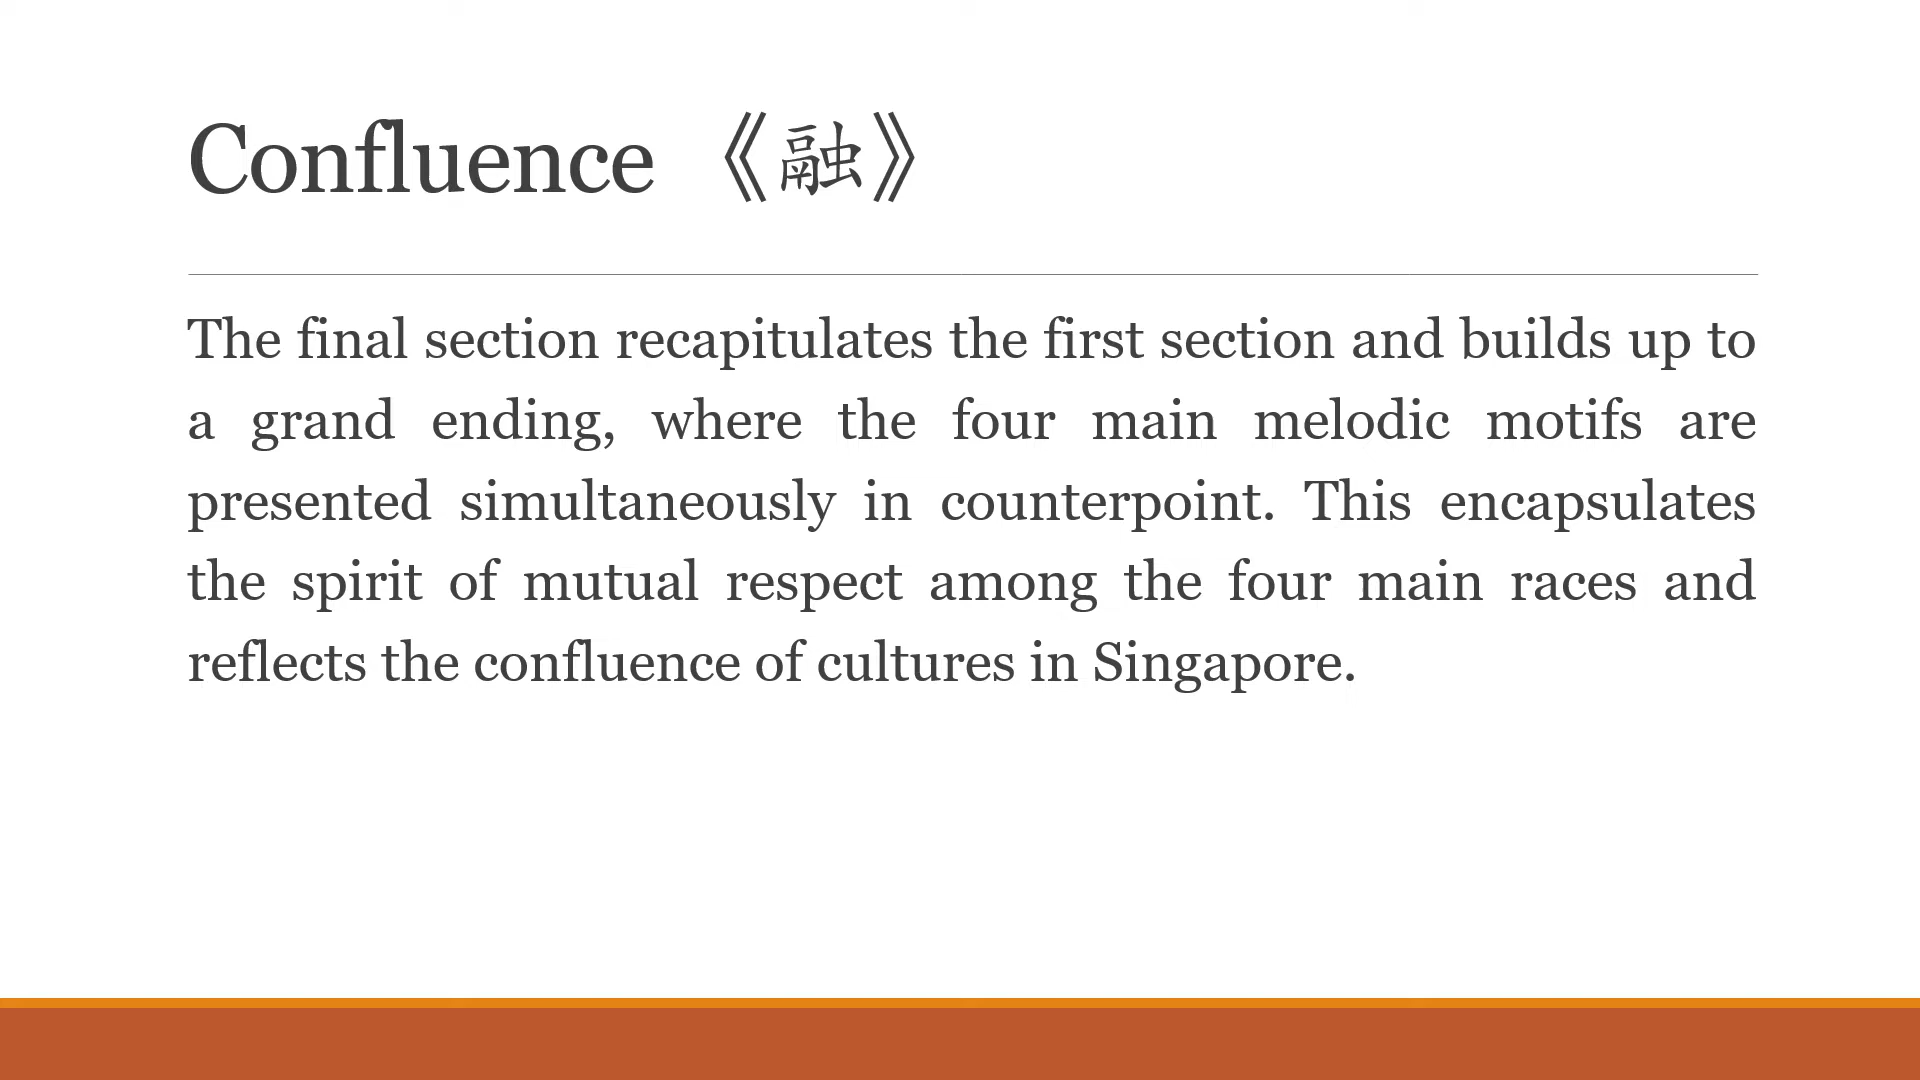 Confluence 《融》
The final section recapitulates the first section and builds up to
a grand ending, where the four main melodic motifs are
presented simultaneously in counterpoint. This encapsulates
the spirit of mutual respect among the four main races and
reflects the confluence of cultures in Singapore.